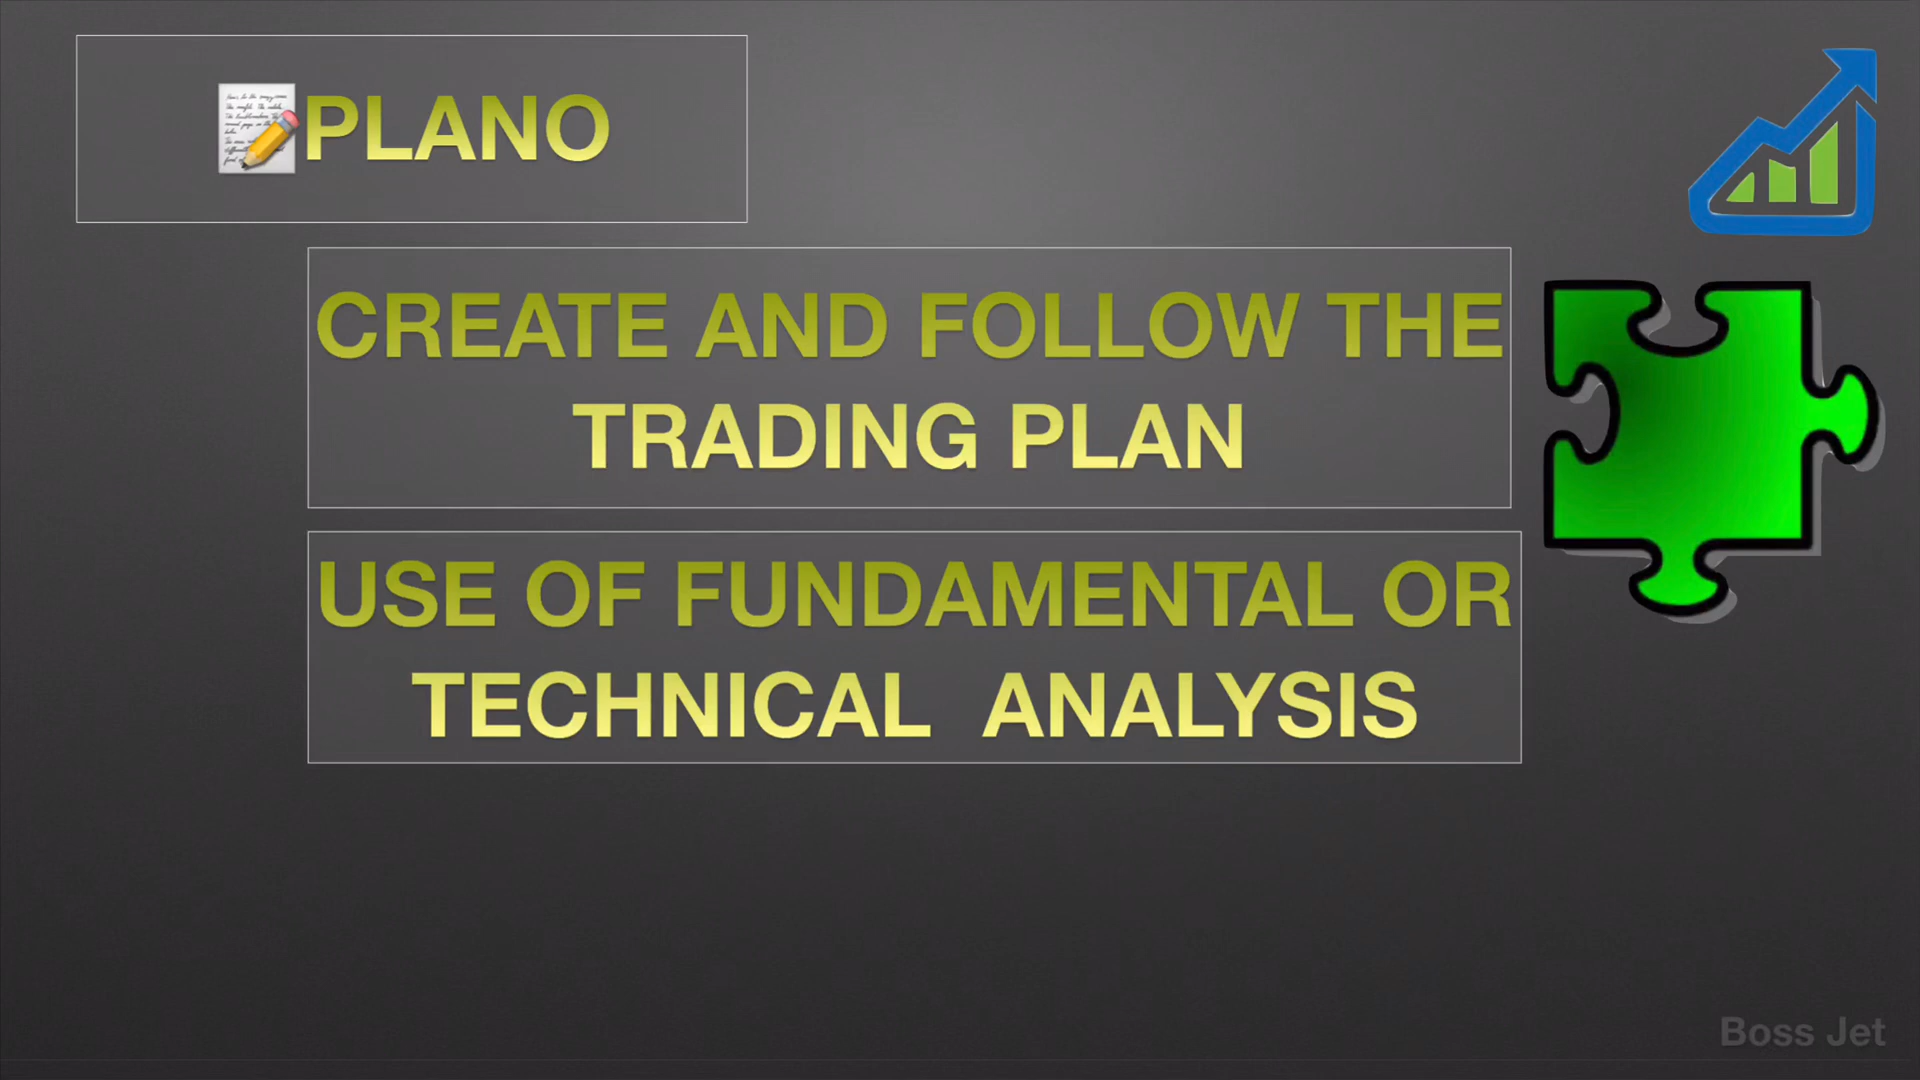 PLANO
CREATE AND FOLLOW THE
TRADING PLAN
USE OF FUNDAMENTAL OR
TECHNICAL ANALYSIS
Boss Jet